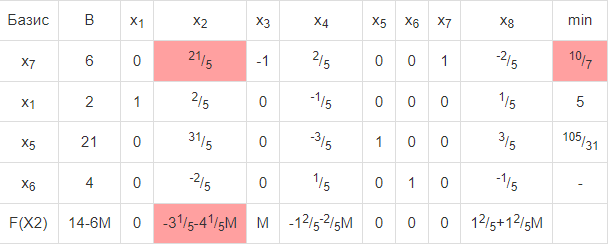 Базис B x1 x2 x3 x4 x5 x6 x7 x8 min
x7 6 0 21/5 -1 2/5 0 0 1 -2/5 10/7
x1 2 1 2/5 0 -1/5 0 0 0 1/5 5
x5 21 0 31/5 0 -3/5 1 0 0 3/5 105/31
x6 4 0 -2/5 0 1/5 0 1 0 -1/5 -
F(X2) 14-6M 0 -31/5-41/5M M -12/5-2/5M 0 0 0 12/5+12/5M